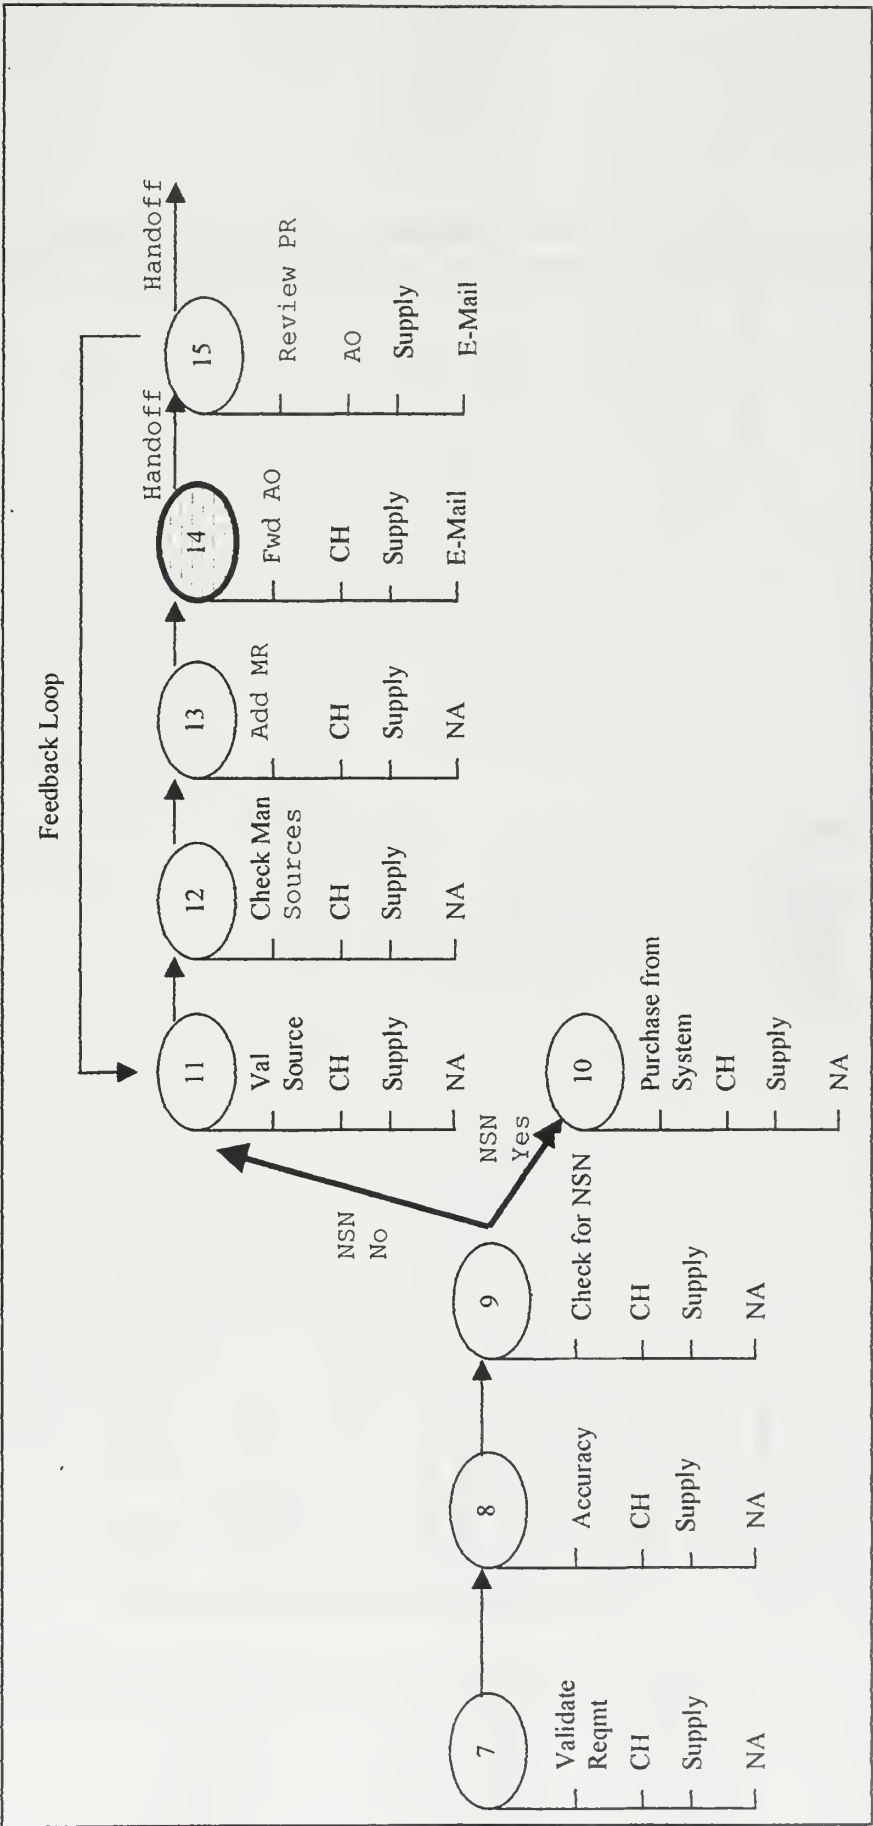 Feedback Loop
Handoff
Handoff
11
Val
Source
CH
Supply
NA
12
Check Man
Sources
CH
Supply
NA
13
Add MR
CH
Supply
NA
14
Fwd AO
CH
Supply
E-Mail
15
Review PR
AO
Supply
E-Mail
NSN
No
NSN
Yes
7
Validate
Reqmt
CH
Supply
NA
8
Accuracy
CH
Supply
NA
9
Check for NSN
CH
Supply
NA
10
Purchase from
System
CH
Supply
NA